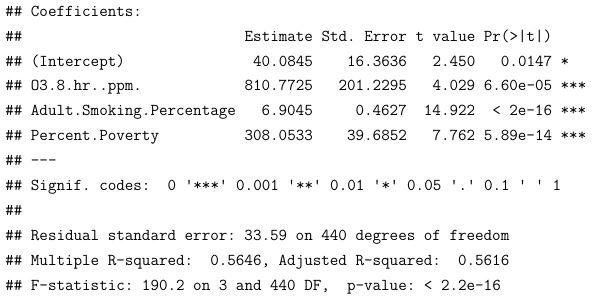 ## Coefficients:
##                          Estimate Std. Error t value Pr(>|t|)
## (Intercept)               40.0845    16.3636   2.450   0.0147 *
## O3.8.hr..ppm.            810.7725   201.2295   4.029 6.60e-05 ***
## Adult.Smoking.Percentage   6.9045     0.4627  14.922  < 2e-16 ***
## Percent.Poverty          308.0533    39.6852   7.762 5.89e-14 ***
## ---
## Signif. codes:  0 '***' 0.001 '**' 0.01 '*' 0.05 '.' 0.1 ' ' 1
##
## Residual standard error: 33.59 on 440 degrees of freedom
## Multiple R-squared:  0.5646, Adjusted R-squared:  0.5616
## F-statistic: 190.2 on 3 and 440 DF,  p-value: < 2.2e-16